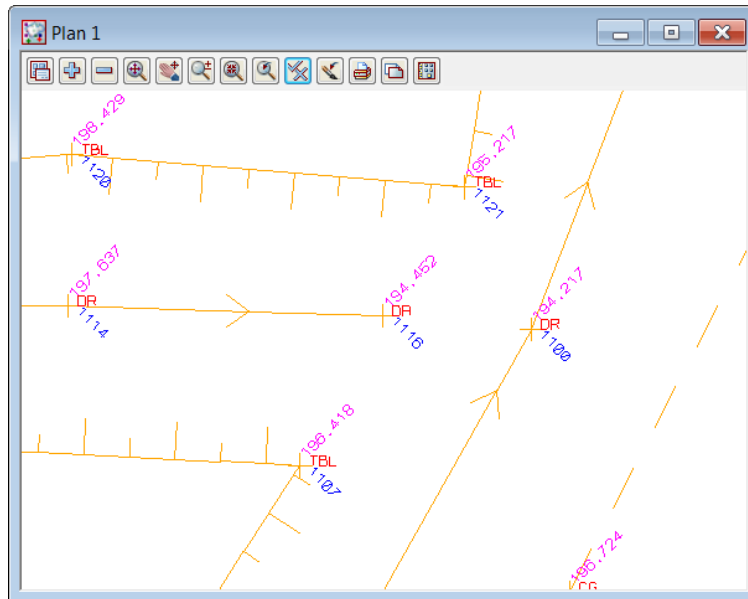 Plan 1
198.429
TBL
1120
195.217
TBL
1121
197.637
DR
1114
194.452
DR
1116
194.217
DR
1100
196.418
TBL
1107
196.724
CG